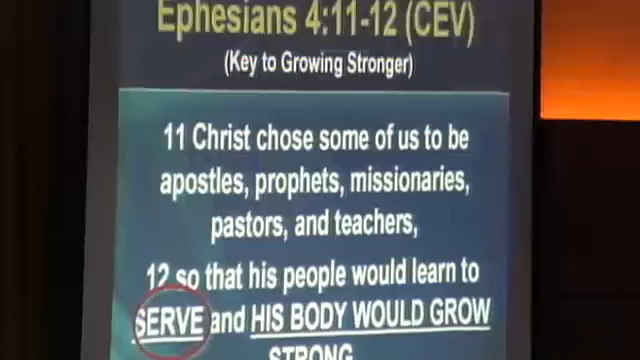 Ephesians 4:11-12 (CEV)
(Key to Growing Stronger)
11 Christ chose some of us to be
apostles, prophets, missionaries,
pastors, and teachers,
12 so that his people would learn to
SERVE and HIS BODY WOULD GROW
STRONG